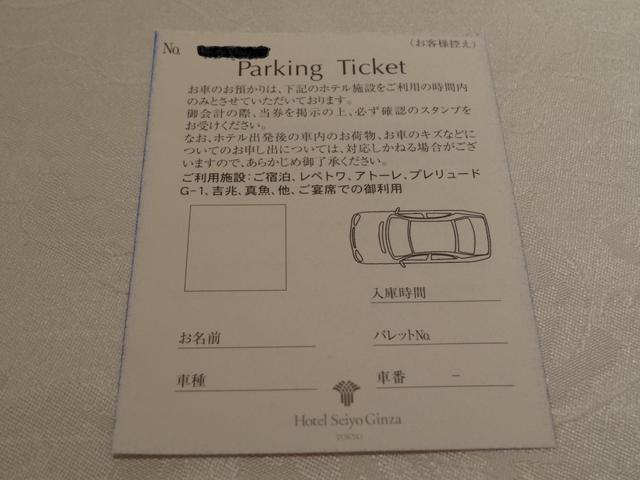 No.
(お客様控え)
Parking Ticket
お車のお預かりは、下記のホテル施設をご利用の時間内
のみとさせていただいております。
御会計の際、当券を掲示の上、必ず確認のスタンプを
お受けください。
なお、ホテル出発後の車内のお荷物、お車のキズなどに
ついてのお申し出については、対応しかねる場合がござ
いますので、あらかじめ御了承ください。
ご利用施設:ご宿泊、レペトワ、アトーレ、プレリュード
G-1、吉兆、真魚、他、ご宴席での御利用
入庫時間
お名前
パレットNo.
車種
車番 –
Hotel Seiyo Ginza
TOKYO